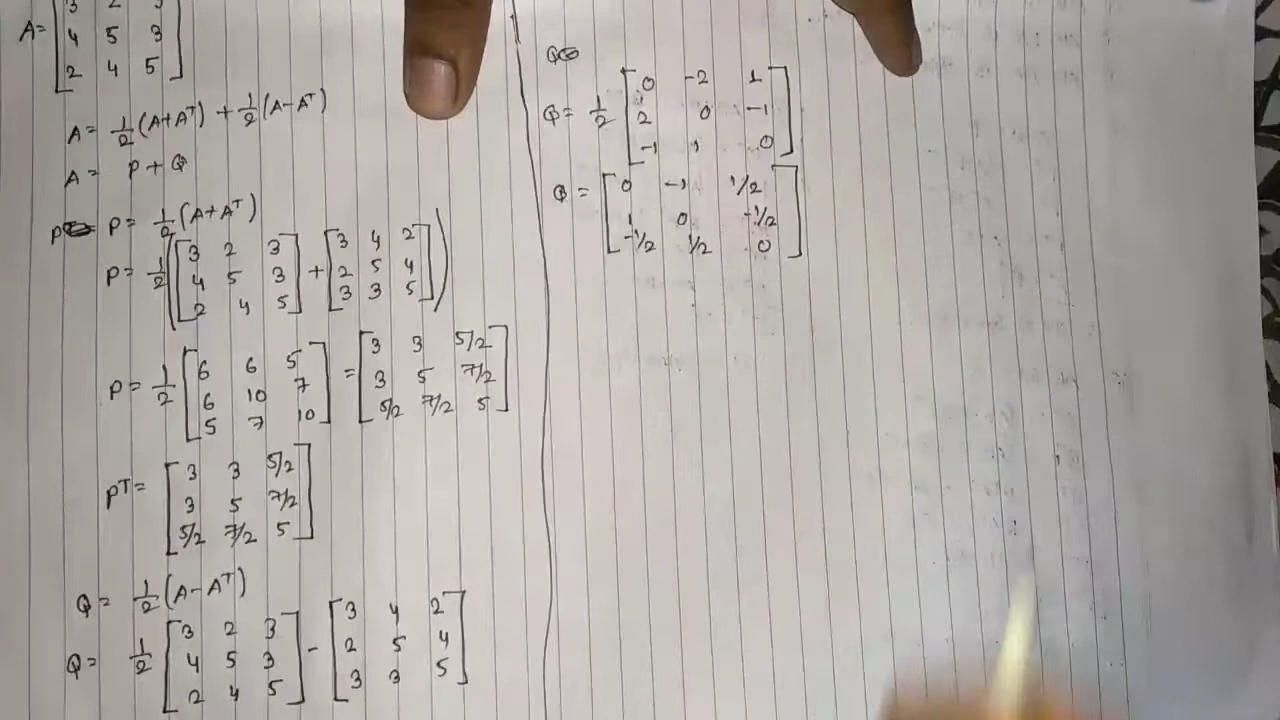 A= [3 2 3
4 5 3
2 4 5]
A= 1/2(A+Aᵀ) + 1/2(A-Aᵀ)
A= P + Q
P= 1/2(A+Aᵀ)
P= 1/2([3 2 3 + [3 4 2
4 5 3] 2 5 4
2 4 5] 3 3 5])
P= 1/2 [6 6 5 = [3 3 5/2
6 10 7 3 5 7/2
5 7 10] 5/2 7/2 5]
Pᵀ= [3 3 5/2
3 5 7/2
5/2 7/2 5]
Q= 1/2(A-Aᵀ)
Q= 1/2 [3 2 3 - [3 4 2
4 5 3 2 5 4
2 4 5] 3 3 5]
Q
Q= 1/2 [0 -2 1
2 0 -1
-1 1 0]
Q= [0 -1 1/2
1 0 -1/2
-1/2 1/2 0]